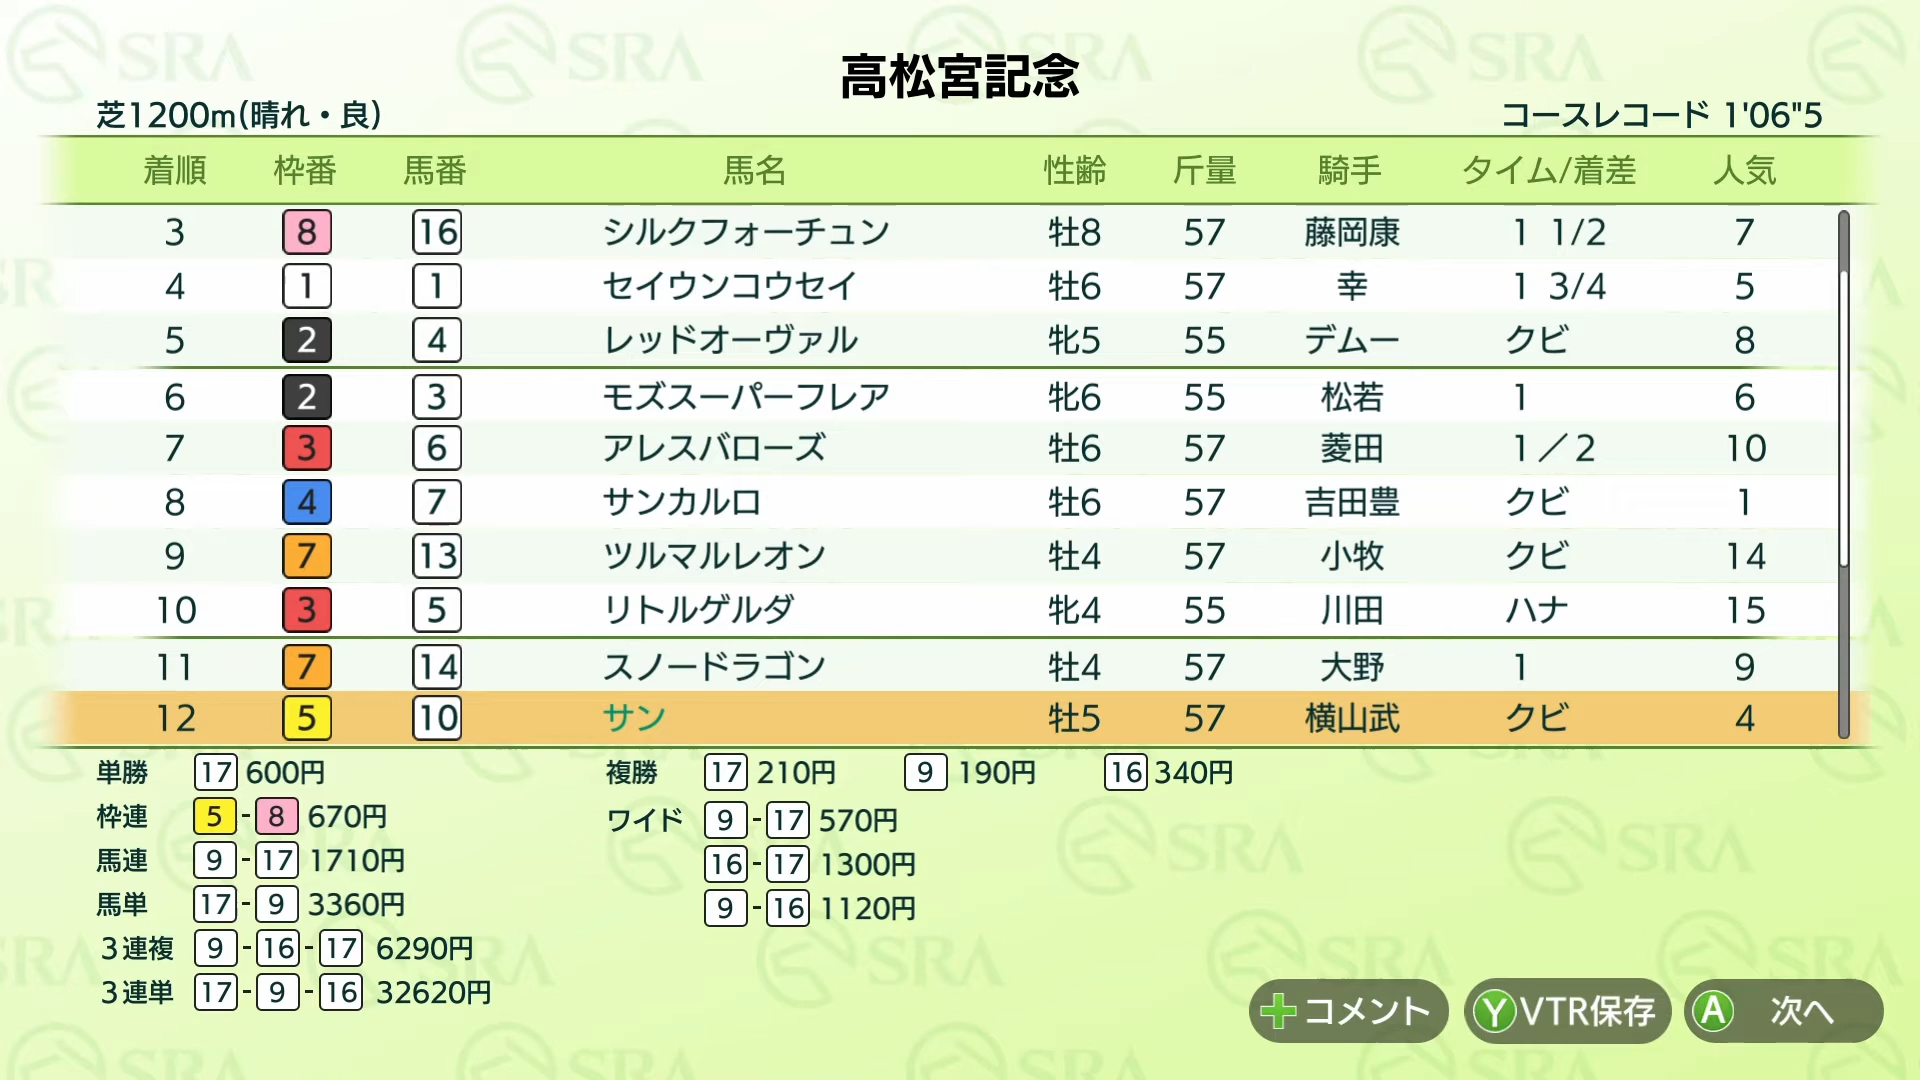 高松宮記念
芝1200m(晴れ・良) コースレコード 1'06"5
着順 枠番 馬番 馬名 性齢 斤量 騎手 タイム/着差 人気
3 8 16 シルクフォーチュン 牡8 57 藤岡康 1 1/2 7
4 1 1 セイウンコウセイ 牡6 57 幸 1 3/4 5
5 2 4 レッドオーヴァル 牝5 55 デムー クビ 8
6 2 3 モズスーパーフレア 牝6 55 松若 1 6
7 3 6 アレスバローズ 牡6 57 菱田 1／2 10
8 4 7 サンカルロ 牡6 57 吉田豊 クビ 1
9 7 13 ツルマルレオン 牡4 57 小牧 クビ 14
10 3 5 リトルゲルダ 牝4 55 川田 ハナ 15
11 7 14 スノードラゴン 牡4 57 大野 1 9
12 5 10 サン 牡5 57 横山武 クビ 4
単勝 17 600円 複勝 17 210円 9 190円 16 340円
枠連 5-8 670円 ワイド 9-17 570円
馬連 9-17 1710円 16-17 1300円
馬単 17-9 3360円 9-16 1120円
３連複 9-16-17 6290円
３連単 17-9-16 32620円
コメント Y VTR保存 A 次へ
SRA